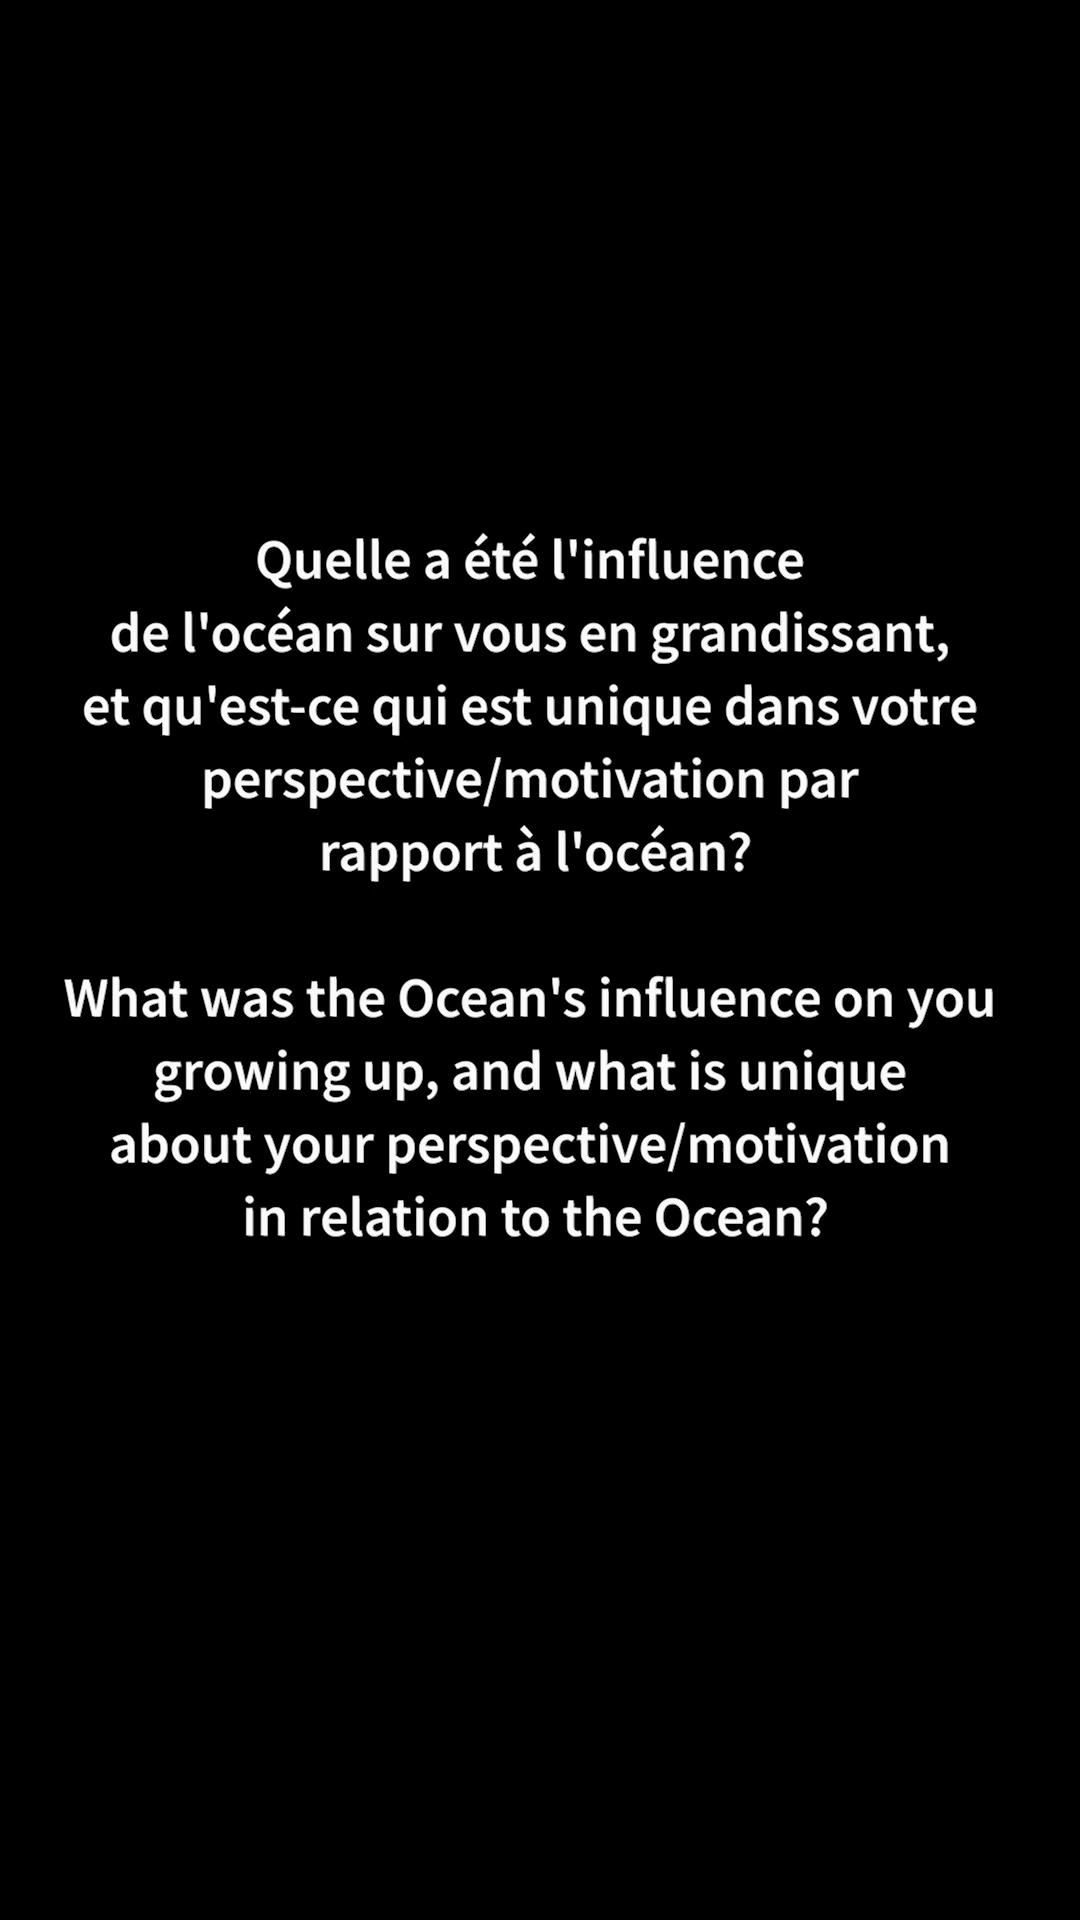 Quelle a été l'influence
de l'océan sur vous en grandissant,
et qu'est-ce qui est unique dans votre
perspective/motivation par
rapport à l'océan?
What was the Ocean's influence on you
growing up, and what is unique
about your perspective/motivation
in relation to the Ocean?